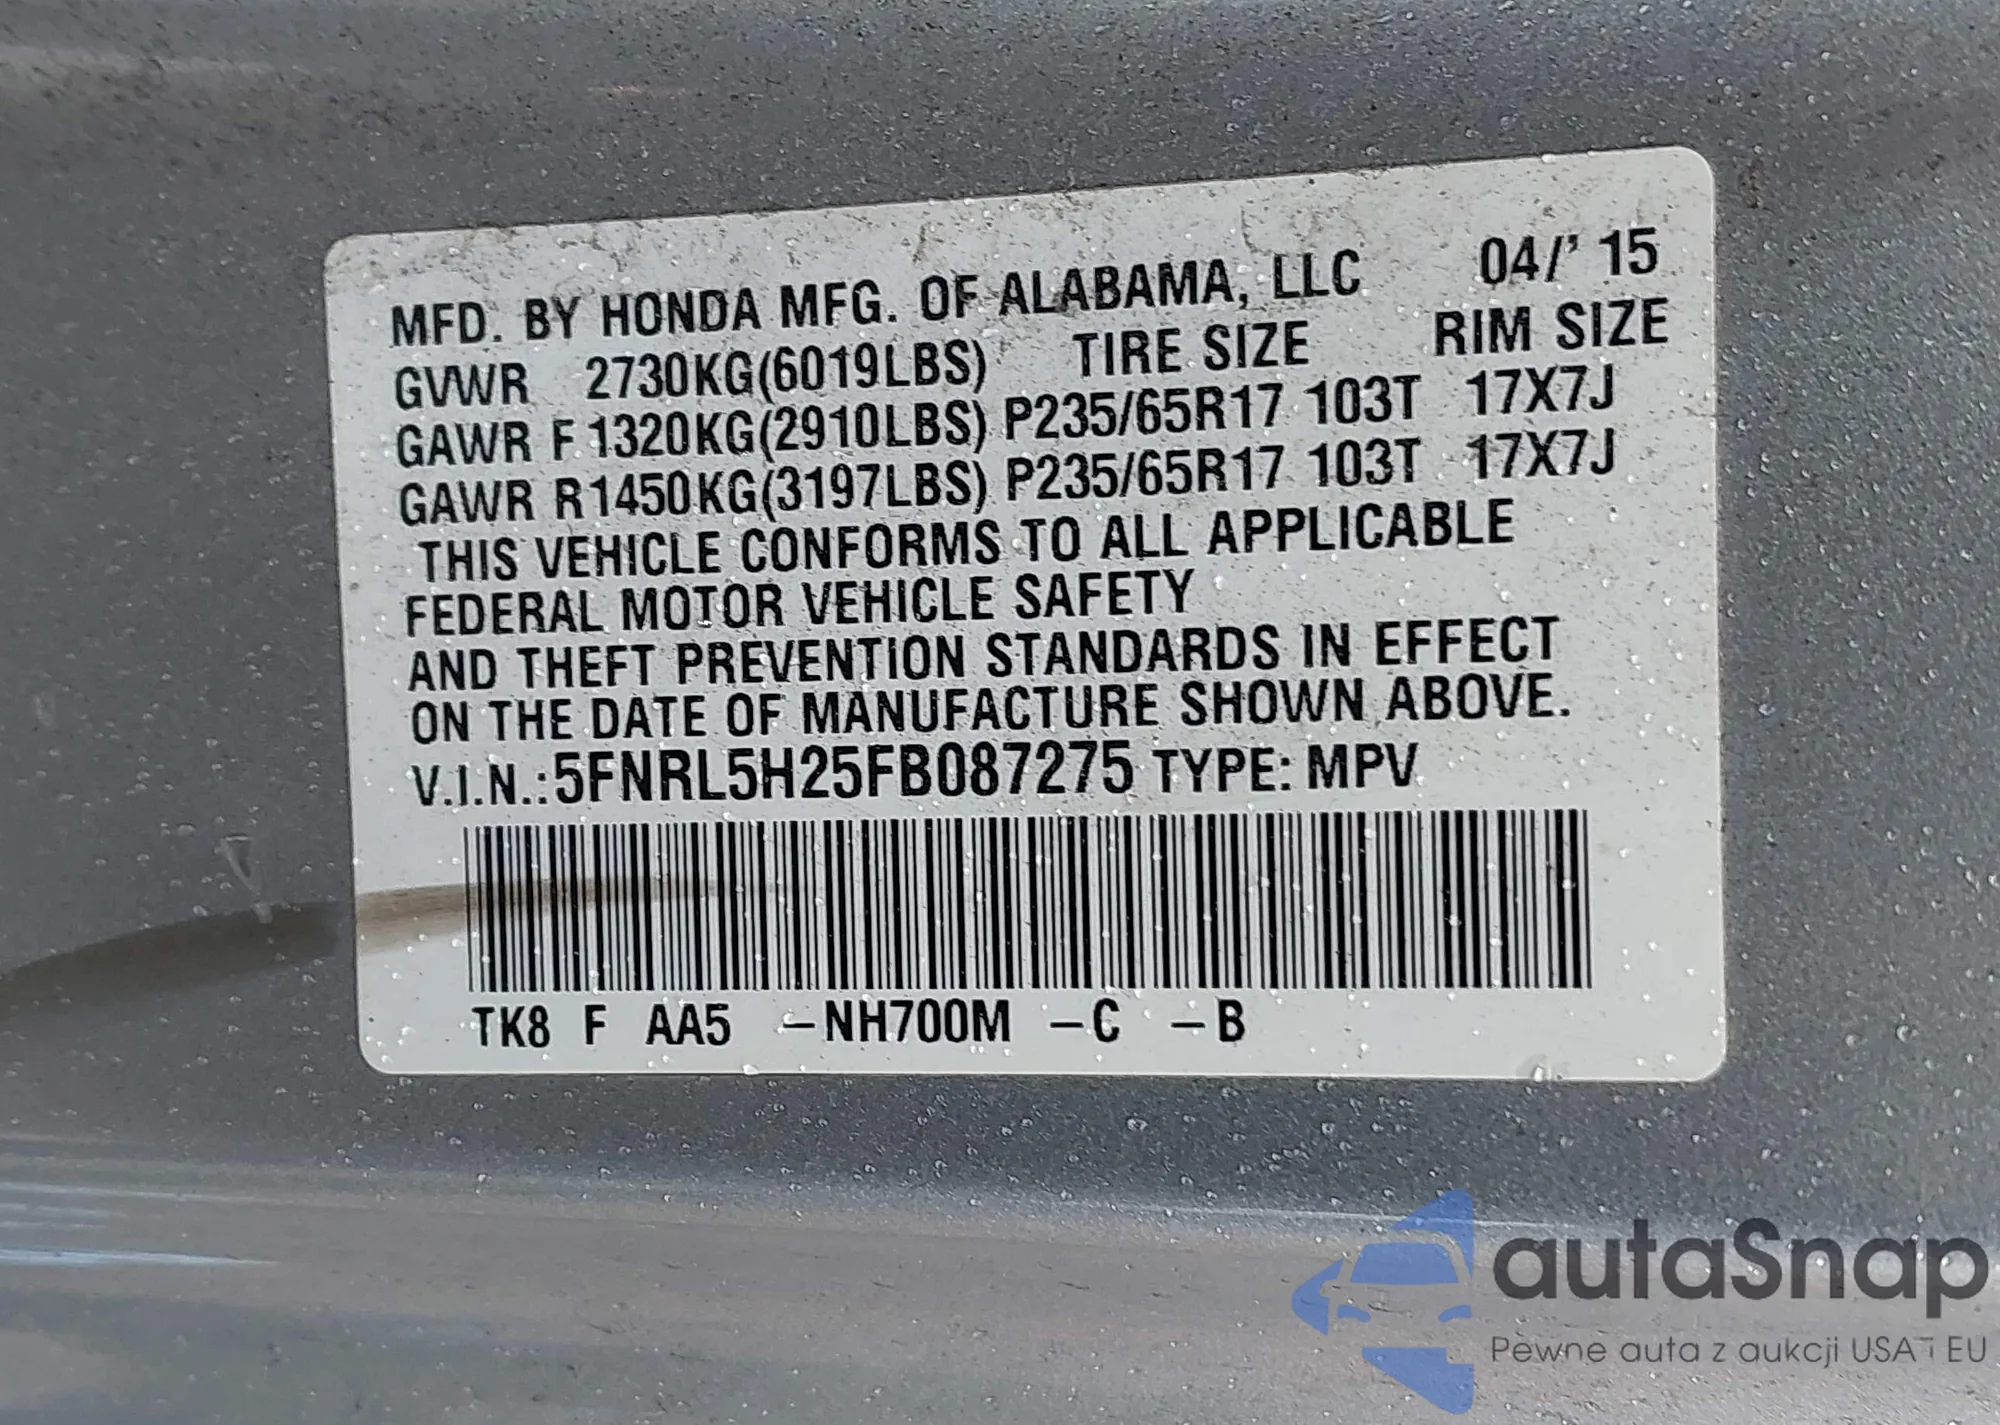 MFD. BY HONDA MFG. OF ALABAMA, LLC 04/' 15
GVWR 2730KG(6019LBS) TIRE SIZE RIM SIZE
GAWR F 1320KG(2910LBS) P235/65R17 103T 17X7J
GAWR R1450KG(3197LBS) P235/65R17 103T 17X7J
THIS VEHICLE CONFORMS TO ALL APPLICABLE
FEDERAL MOTOR VEHICLE SAFETY
AND THEFT PREVENTION STANDARDS IN EFFECT
ON THE DATE OF MANUFACTURE SHOWN ABOVE.
V.I.N.:5FNRL5H25FB087275 TYPE: MPV
TK8 F AA5 -NH700M -C -B
autaSnap
Pewne auta z aukcji USA i EU